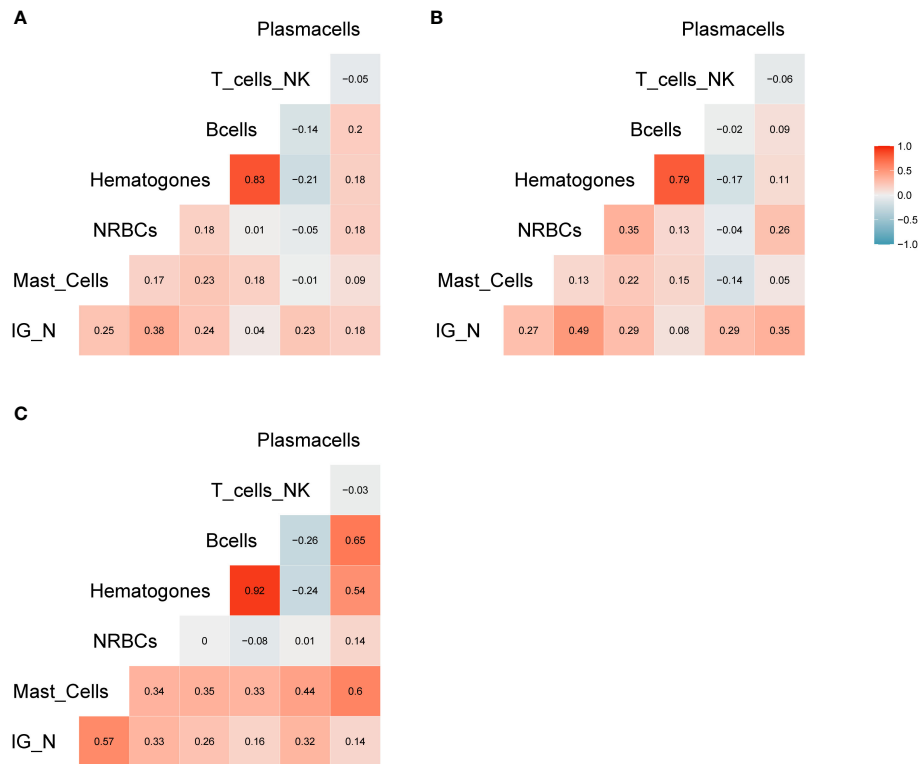 A
Plasmacells
T_cells_NK
−0.05
Bcells
−0.14 0.2
Hematogones
0.83 −0.21 0.18
NRBCs
0.18 0.01 −0.05 0.18
Mast_Cells
0.17 0.23 0.18 −0.01 0.09
IG_N
0.25 0.38 0.24 0.04 0.23 0.18
B
Plasmacells
T_cells_NK
−0.06
Bcells
−0.02 0.09
Hematogones
0.79 −0.17 0.11
NRBCs
0.35 0.13 −0.04 0.26
Mast_Cells
0.13 0.22 0.15 −0.14 0.05
IG_N
0.27 0.49 0.29 0.08 0.29 0.35
1.0
0.5
0.0
−0.5
−1.0
C
Plasmacells
T_cells_NK
−0.03
Bcells
−0.26 0.65
Hematogones
0.92 −0.24 0.54
NRBCs
0 −0.08 0.01 0.14
Mast_Cells
0.34 0.35 0.33 0.44 0.6
IG_N
0.57 0.33 0.26 0.16 0.32 0.14